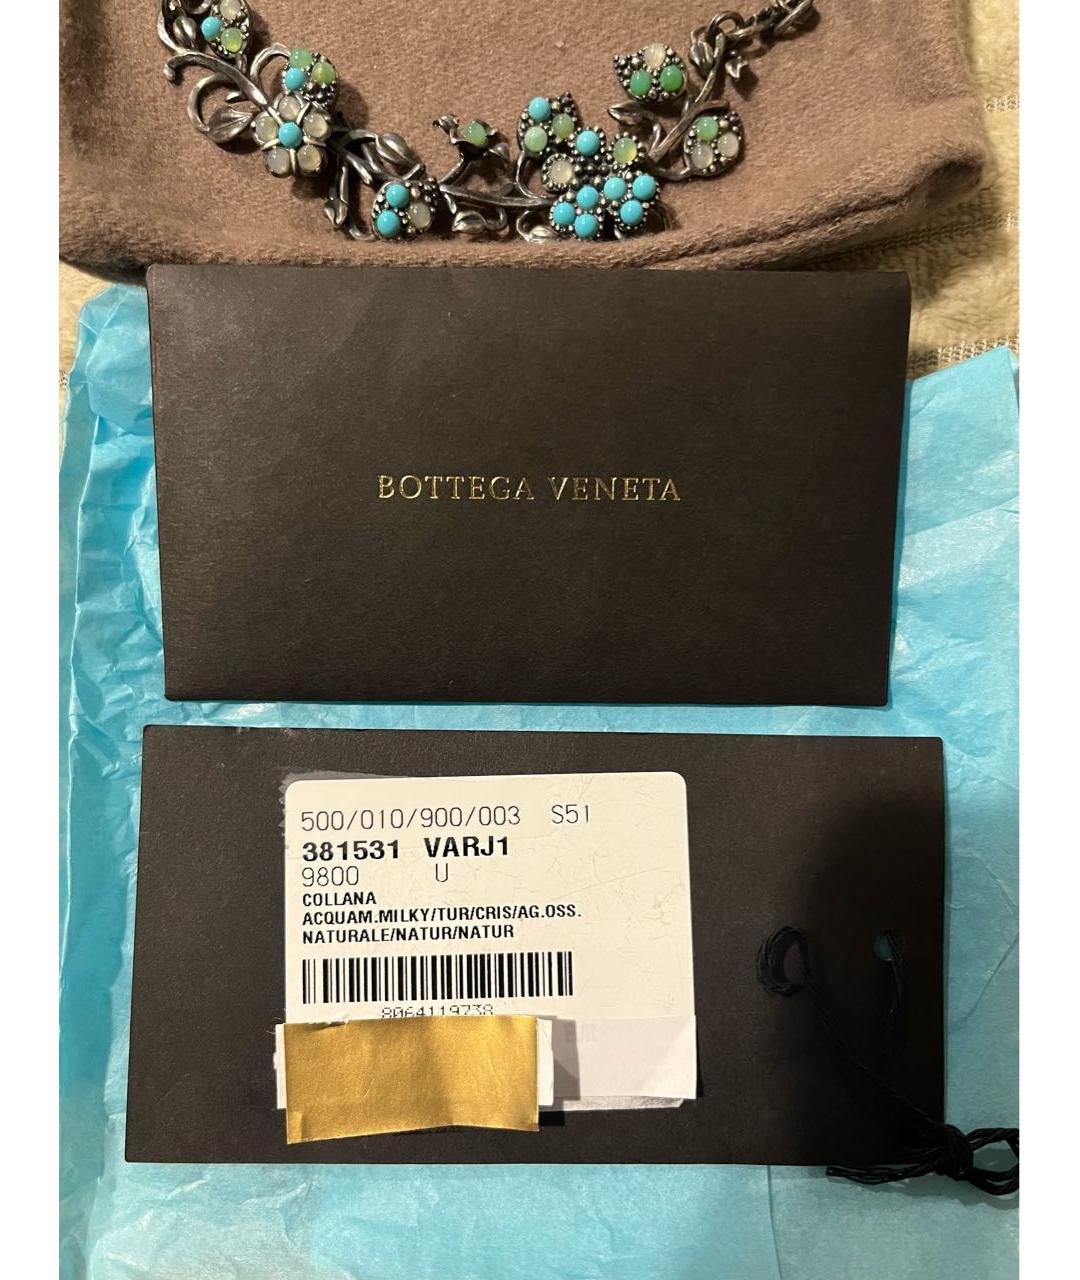 BOTTEGA VENETA
500/010/900/003 S51
381531 VARJ1
9800 U
COLLANA
ACQUAM.MILKY/TUR/CRIS/AG.OSS.
NATURALE/NATUR/NATUR
8064119738